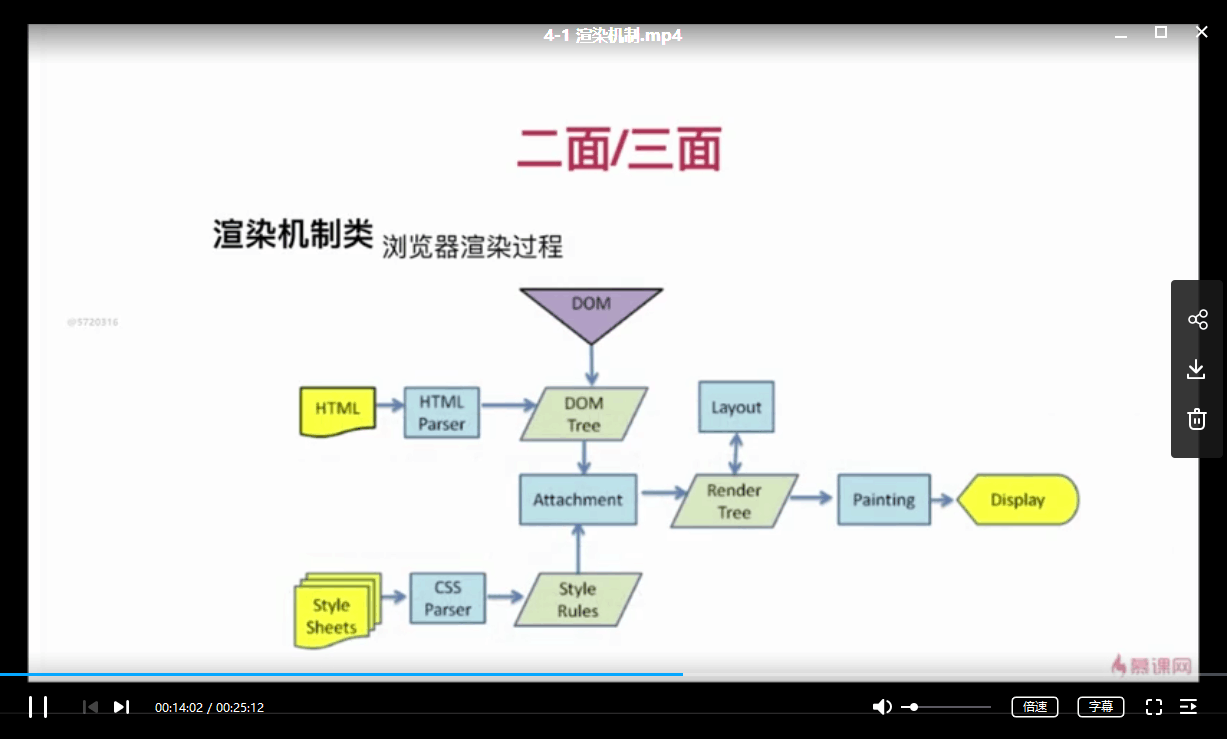 4-1 渲染机制.mp4
二面/三面
渲染机制类 浏览器渲染过程
@5720316
DOM
HTML
HTML
Parser
DOM
Tree
Layout
Attachment
Render
Tree
Painting
Display
Style
Sheets
CSS
Parser
Style
Rules
慕课网
00:14:02 / 00:25:12
倍速
字幕